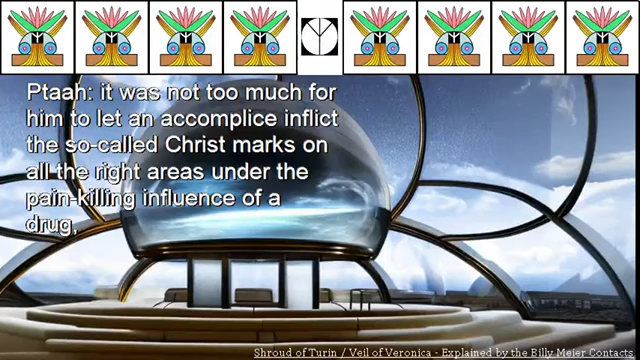 Ptaah: it was not too much for
him to let an accomplice inflict
the so-called Christ marks on
all the right areas under the
pain-killing influence of a
drug,
Shroud of Turin / Veil of Veronica - Explained by the Billy Meier Contacts